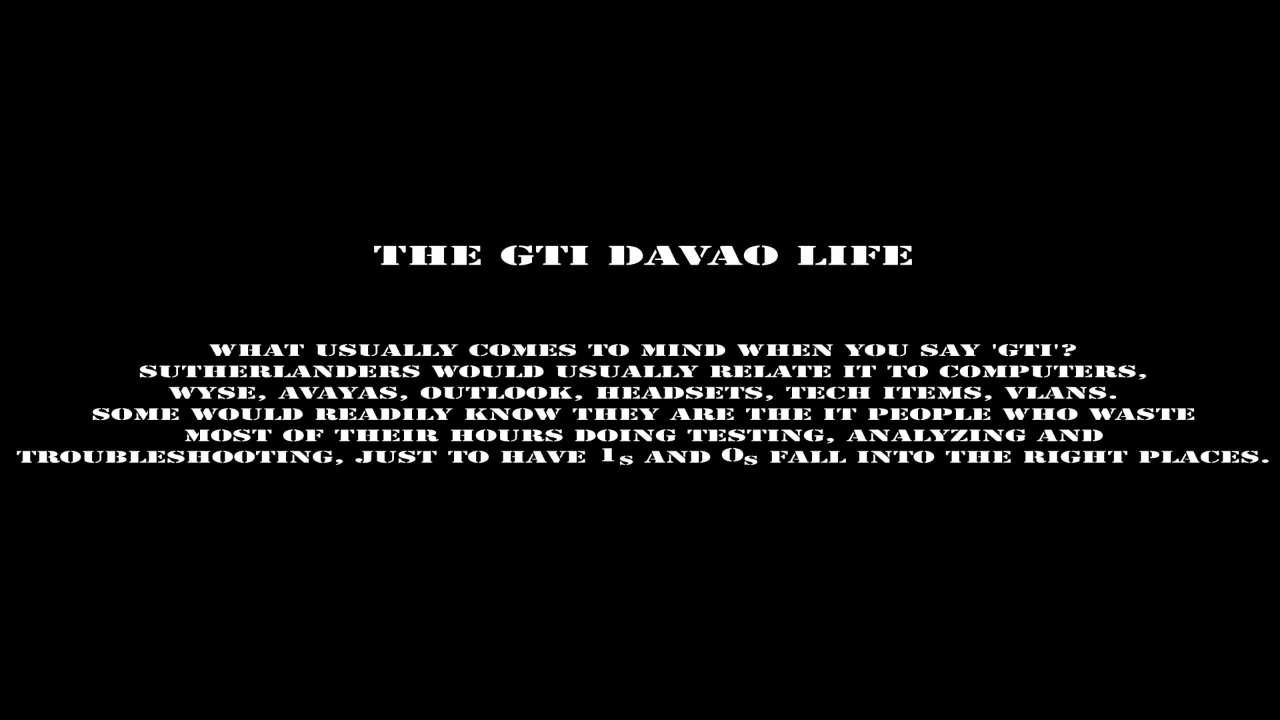 THE GTI DAVAO LIFE
WHAT USUALLY COMES TO MIND WHEN YOU SAY 'GTI'?
SUTHERLANDERS WOULD USUALLY RELATE IT TO COMPUTERS,
WYSE, AVAYAS, OUTLOOK, HEADSETS, TECH ITEMS, VLANS.
SOME WOULD READILY KNOW THEY ARE THE IT PEOPLE WHO WASTE
MOST OF THEIR HOURS DOING TESTING, ANALYZING AND
TROUBLESHOOTING, JUST TO HAVE 1s AND 0s FALL INTO THE RIGHT PLACES.